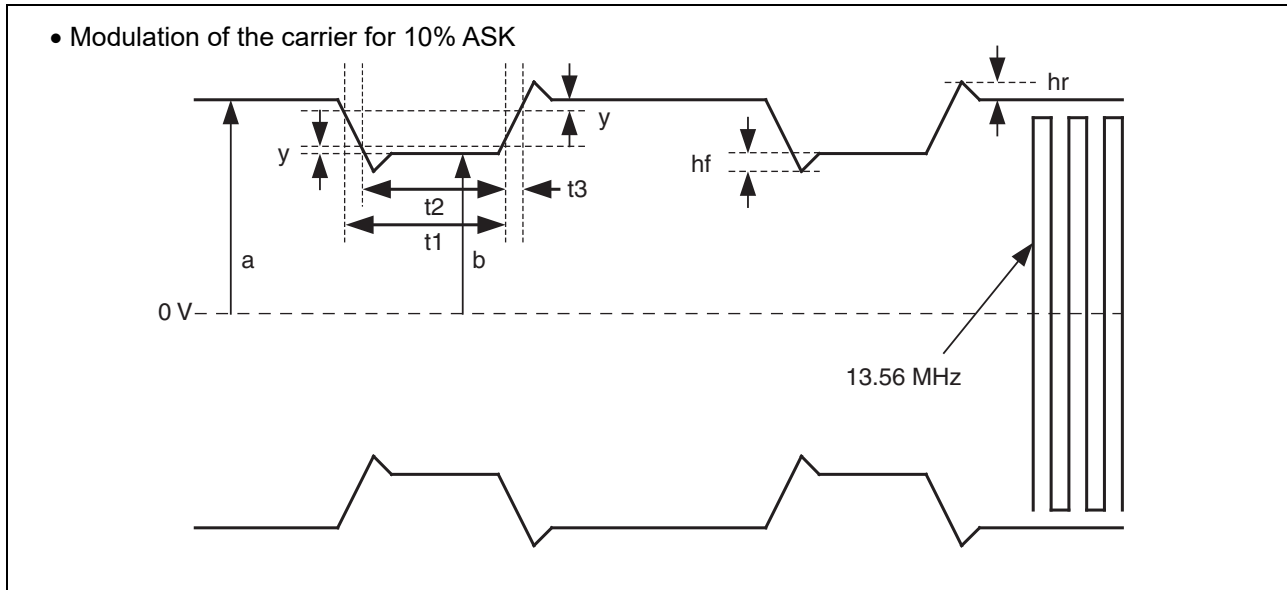 • Modulation of the carrier for 10% ASK
hr
y
y
hf
t3
t2
t1
a
b
0 V
13.56 MHz